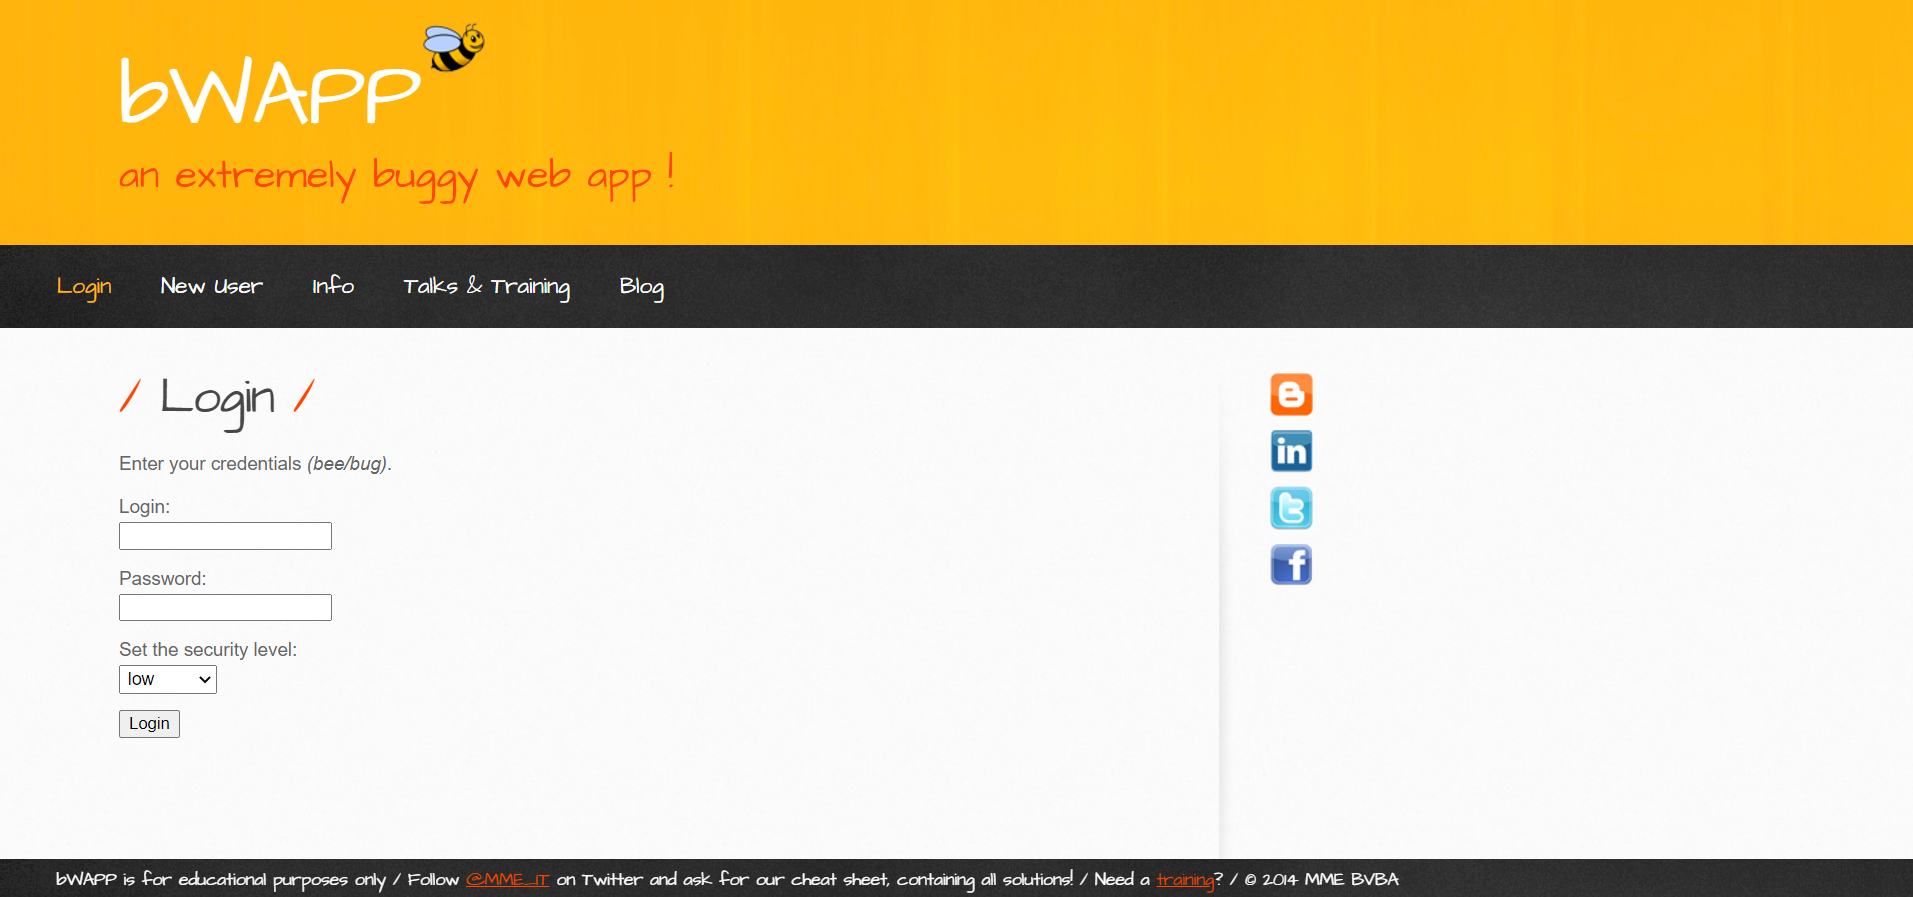 bWAPP
an extremely buggy web app !
Login New User Info Talks & Training Blog
/ Login /
Enter your credentials (bee/bug).
Login:
Password:
Set the security level:
low
Login
bWAPP is for educational purposes only / Follow @MME_IT on Twitter and ask for our cheat sheet, containing all solutions! / Need a training? / © 2014 MME BVBA